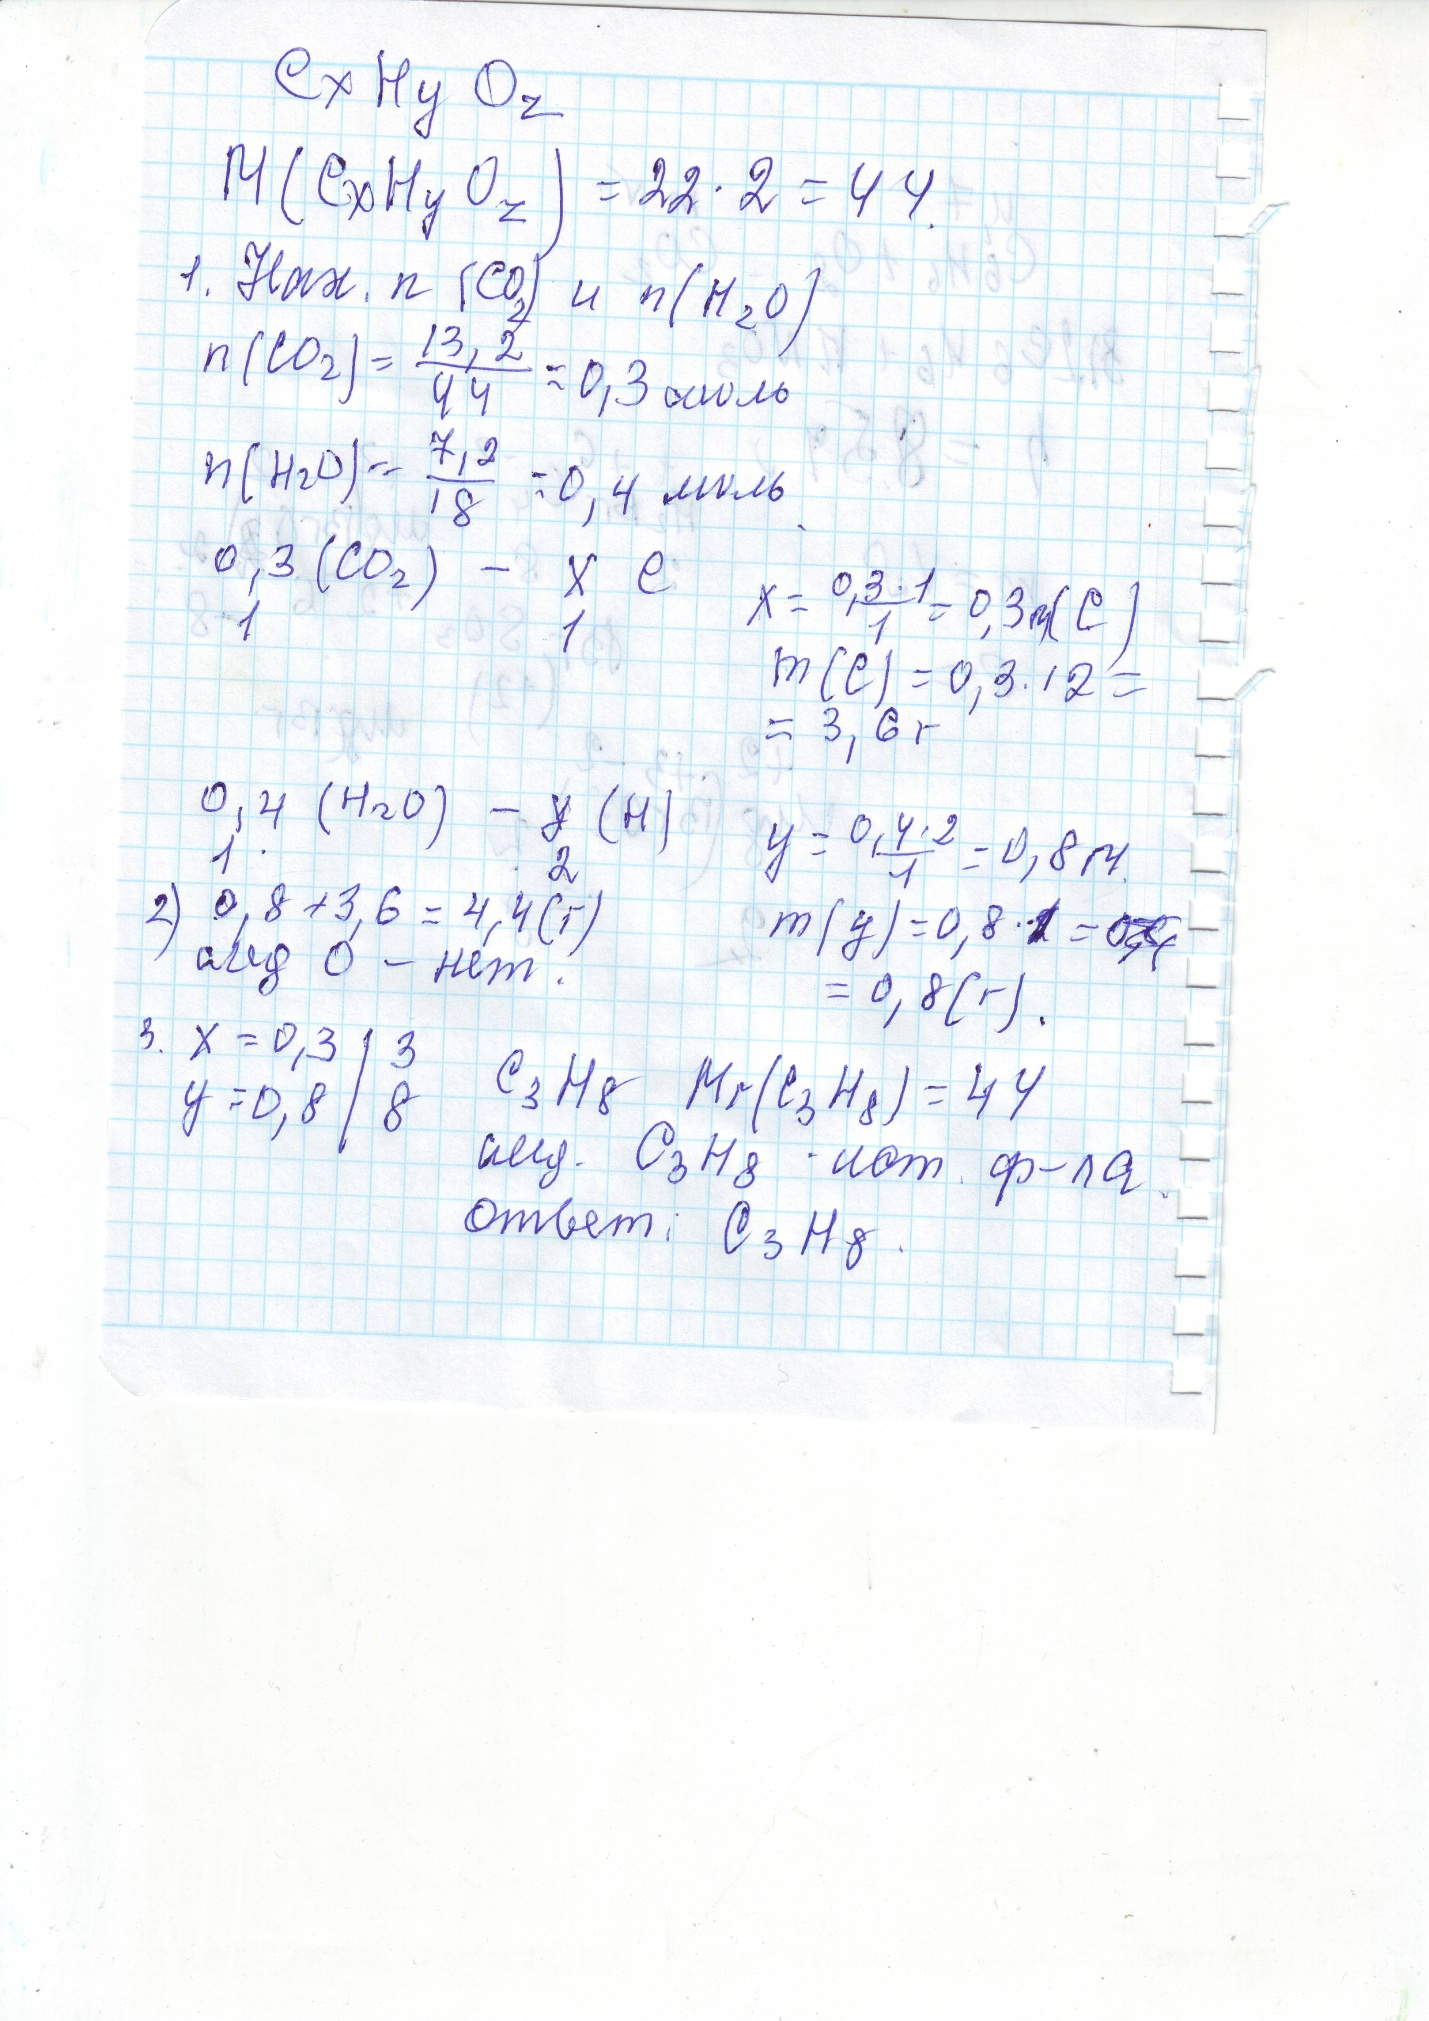 CxHyOz
M(CxHyOz) = 22·2 = 44.
1. Нах. n(CO2) и n(H2O)
n(CO2) = 13,2/44 = 0,3 моль
n(H2O) = 7,2/18 = 0,4 моль
0,3(CO2) – x C
1 1
x = 0,3·1/1 = 0,3м(C)
m(C) = 0,3·12 =
= 3,6г
0,4 (H2O) – y (H)
1 2
y = 0,4·2/1 = 0,8м.
m(y) = 0,8·1 =
= 0,8(г).
2) 0,8+3,6 = 4,4(г)
след O – нет.
3. x = 0,3 | 3
y = 0,8 | 8
C3H8 Mr(C3H8) = 44
след. C3H8 - ист. ф-ла.
Ответ: C3H8.